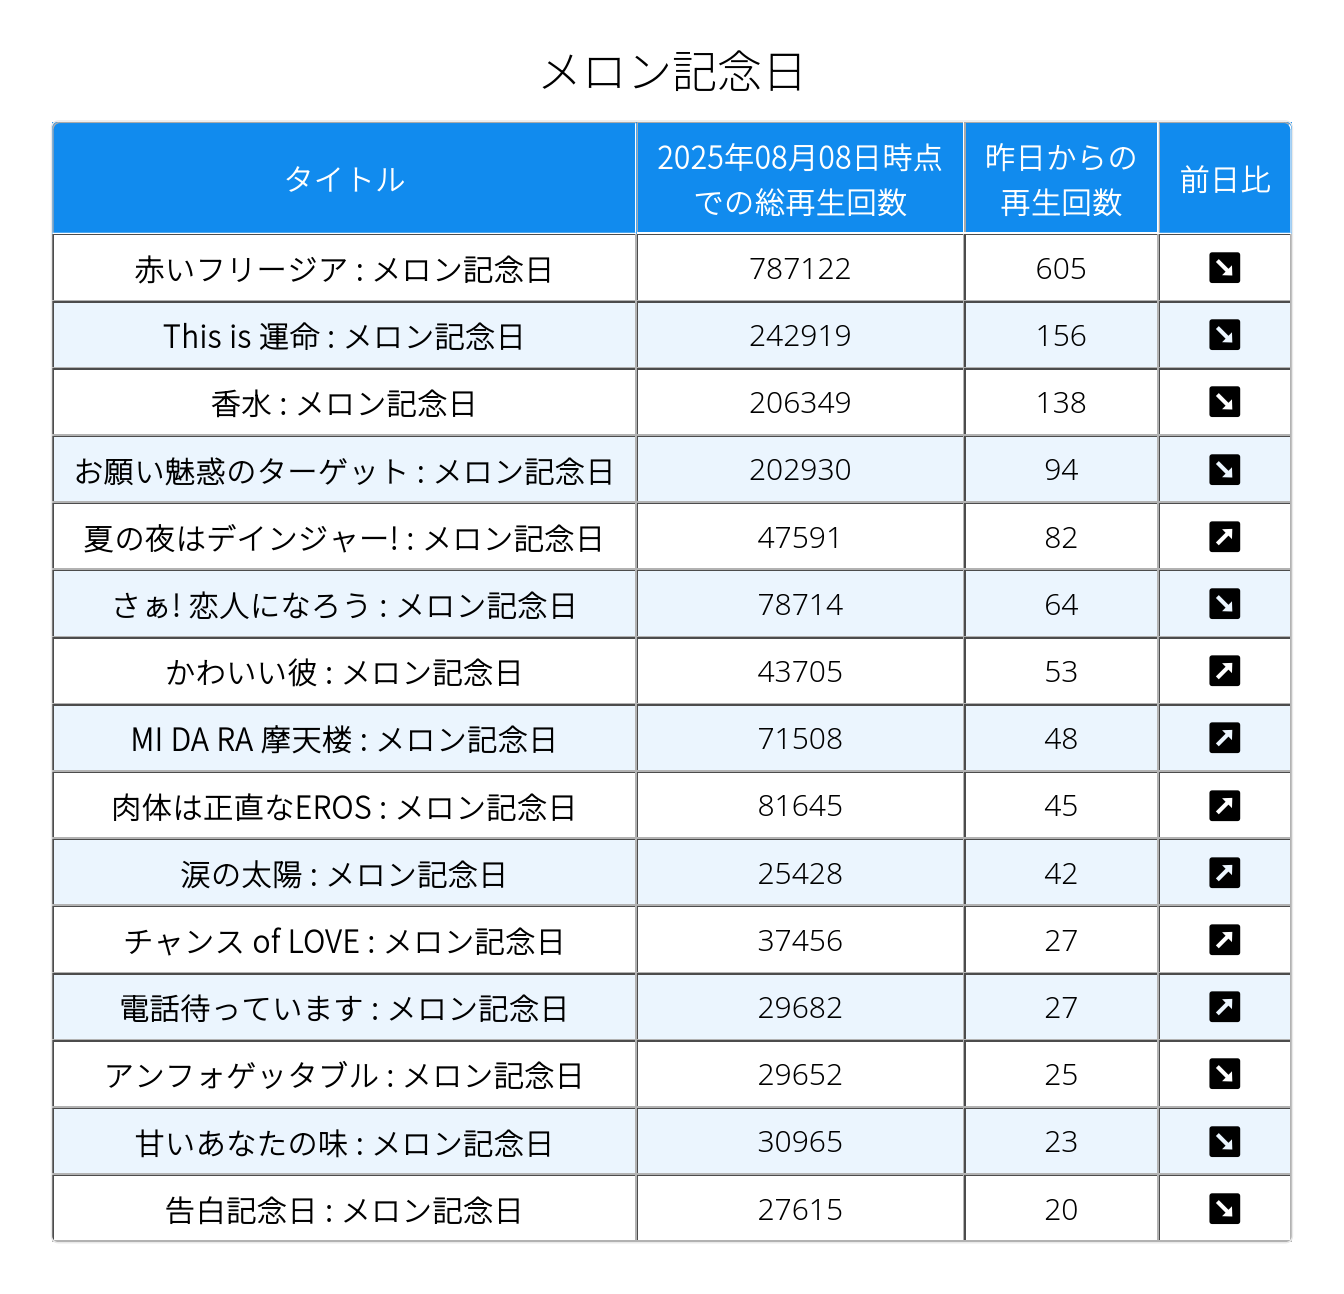 メロン記念日
タイトル 2025年08月08日時点での総再生回数 昨日からの再生回数 前日比
赤いフリージア : メロン記念日 787122 605 ↘
This is 運命 : メロン記念日 242919 156 ↘
香水 : メロン記念日 206349 138 ↘
お願い魅惑のターゲット : メロン記念日 202930 94 ↘
夏の夜はデインジャー! : メロン記念日 47591 82 ↗
さぁ! 恋人になろう : メロン記念日 78714 64 ↘
かわいい彼 : メロン記念日 43705 53 ↗
MI DA RA 摩天楼 : メロン記念日 71508 48 ↗
肉体は正直なEROS : メロン記念日 81645 45 ↗
涙の太陽 : メロン記念日 25428 42 ↗
チャンス of LOVE : メロン記念日 37456 27 ↗
電話待っています : メロン記念日 29682 27 ↗
アンフォゲッタブル : メロン記念日 29652 25 ↘
甘いあなたの味 : メロン記念日 30965 23 ↘
告白記念日 : メロン記念日 27615 20 ↘